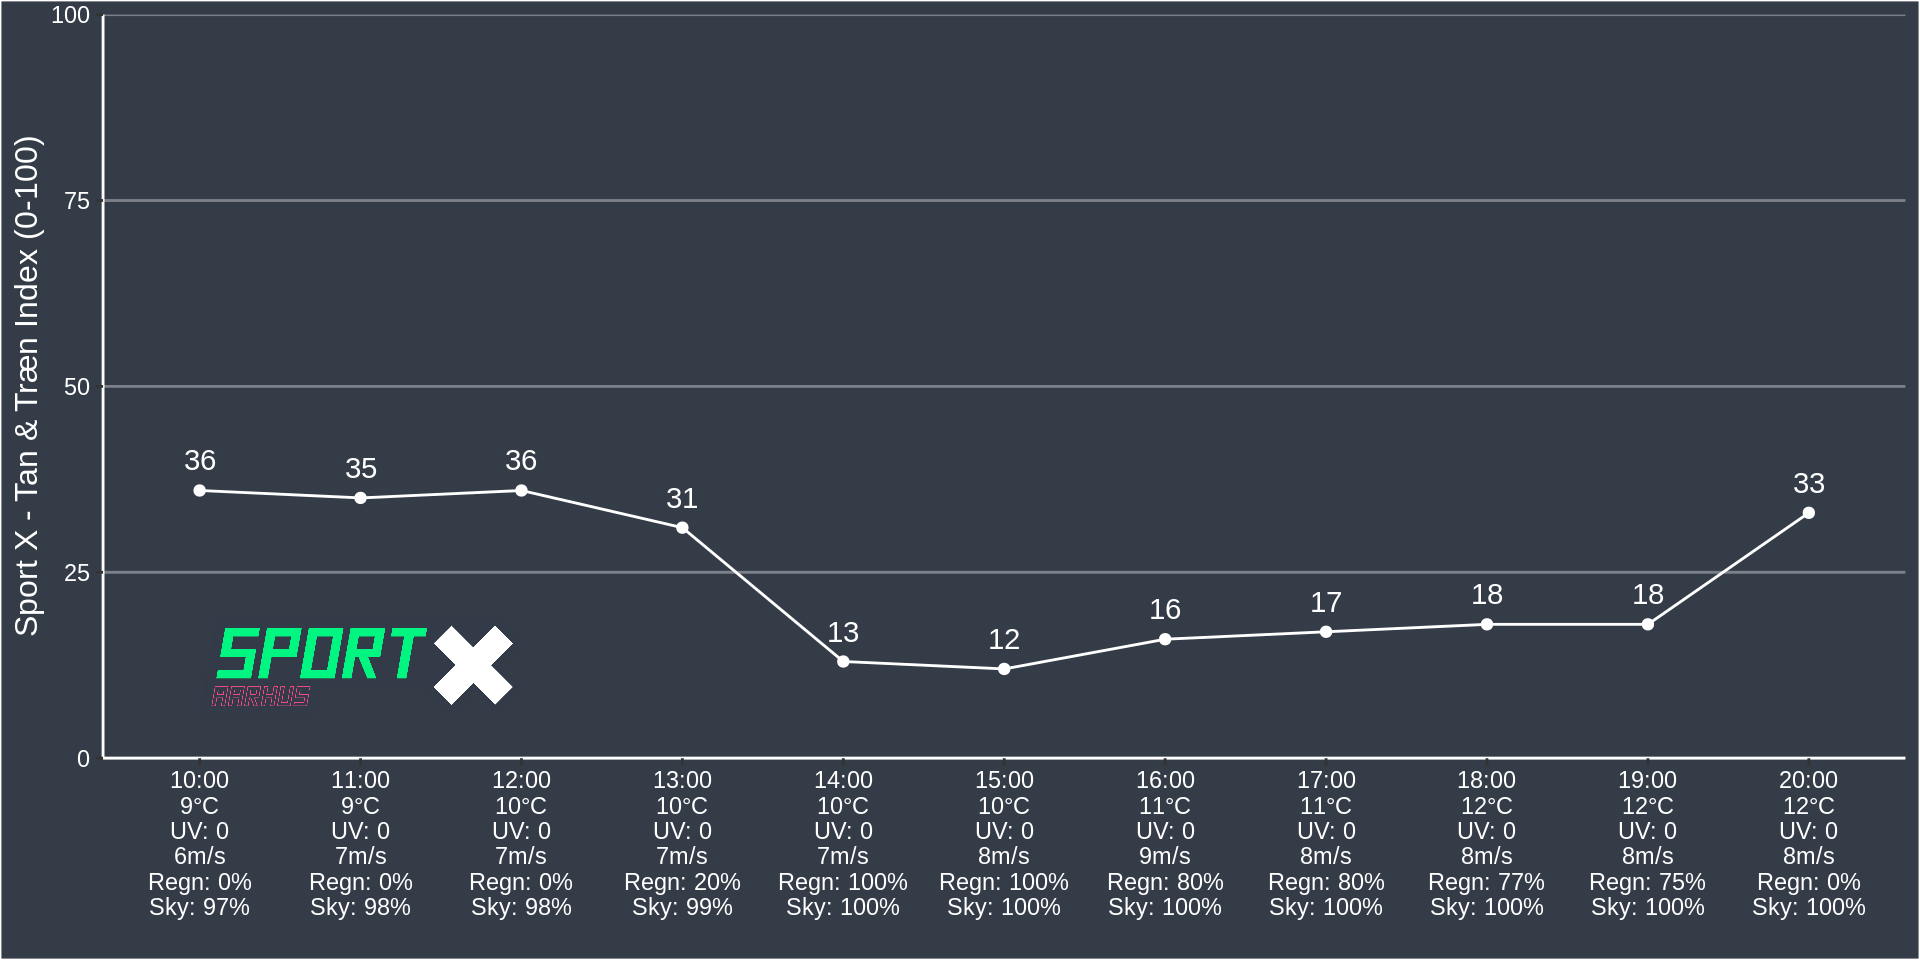 Sport X - Tan & Træn Index (0-100)
100
75
50
25
0
36
35
36
31
13
12
16
17
18
18
33
SPORT X
AARHUS
10:00 11:00 12:00 13:00 14:00 15:00 16:00 17:00 18:00 19:00 20:00
9°C 9°C 10°C 10°C 10°C 10°C 11°C 11°C 12°C 12°C 12°C
UV: 0 UV: 0 UV: 0 UV: 0 UV: 0 UV: 0 UV: 0 UV: 0 UV: 0 UV: 0 UV: 0
6m/s 7m/s 7m/s 7m/s 7m/s 8m/s 9m/s 8m/s 8m/s 8m/s 8m/s
Regn: 0% Regn: 0% Regn: 0% Regn: 20% Regn: 100% Regn: 100% Regn: 80% Regn: 80% Regn: 77% Regn: 75% Regn: 0%
Sky: 97% Sky: 98% Sky: 98% Sky: 99% Sky: 100% Sky: 100% Sky: 100% Sky: 100% Sky: 100% Sky: 100% Sky: 100%